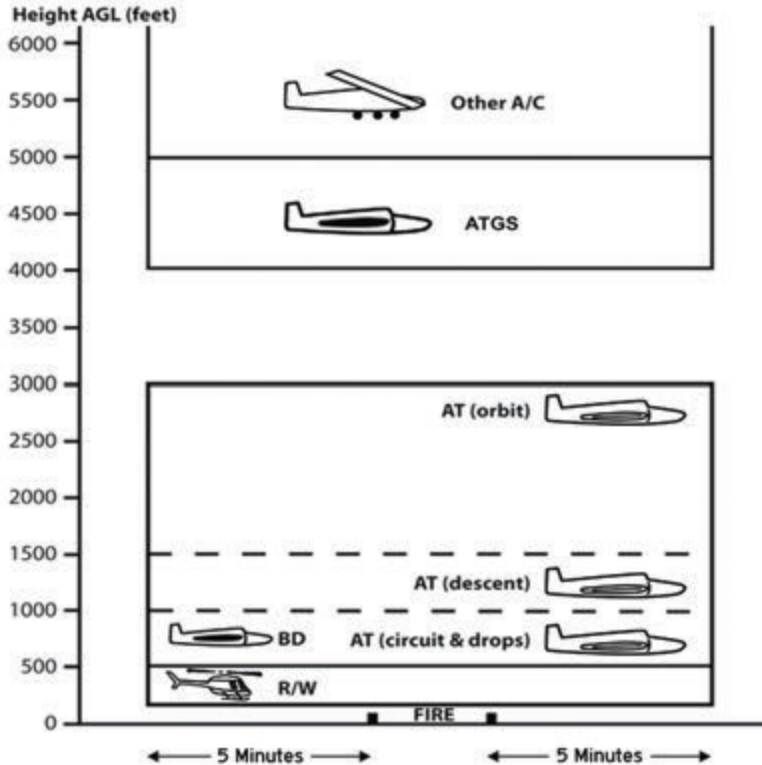 Height AGL (feet)
6000
5500
Other A/C
5000
4500
ATGS
4000
3500
3000
AT (orbit)
2500
2000
1500
AT (descent)
1000
BD
AT (circuit & drops)
500
R/W
FIRE
0
5 Minutes
5 Minutes